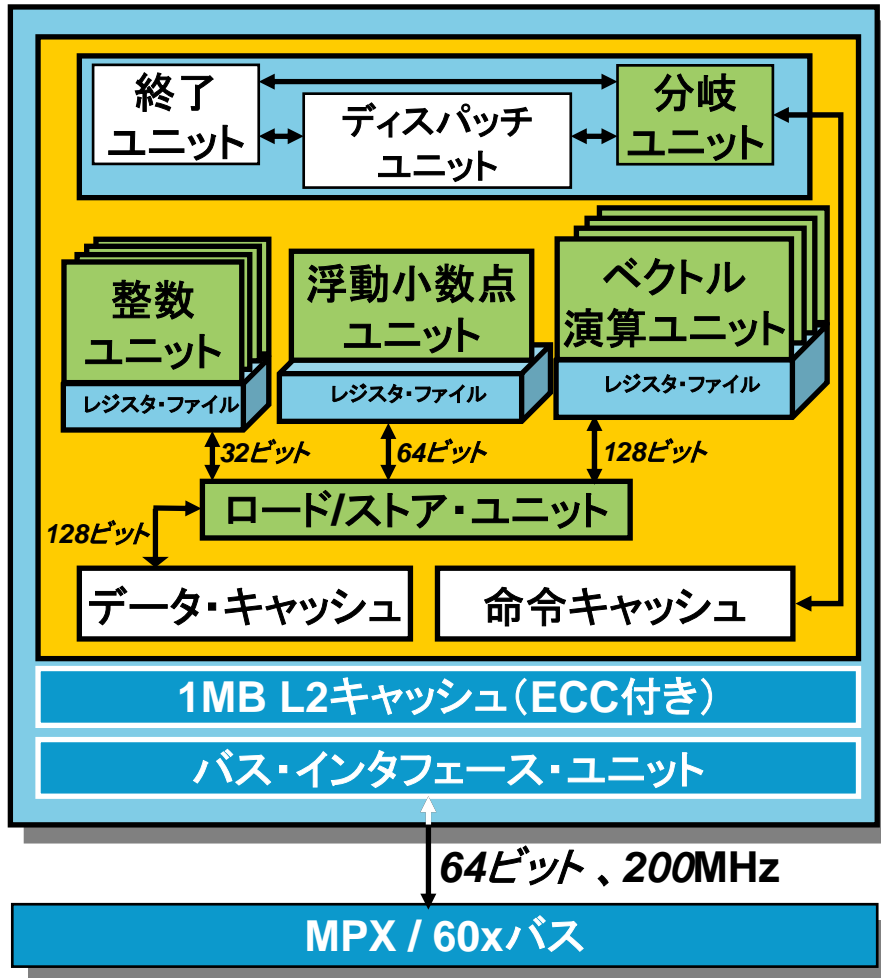 終了
ユニット
ディスパッチ
ユニット
分岐
ユニット
整数
ユニット
レジスタ・ファイル
浮動小数点
ユニット
レジスタ・ファイル
ベクトル
演算ユニット
レジスタ・ファイル
32ビット
64ビット
128ビット
ロード/ストア・ユニット
128ビット
データ・キャッシュ
命令キャッシュ
1MB L2キャッシュ（ECC付き）
バス・インタフェース・ユニット
64ビット 、200MHz
MPX / 60xバス